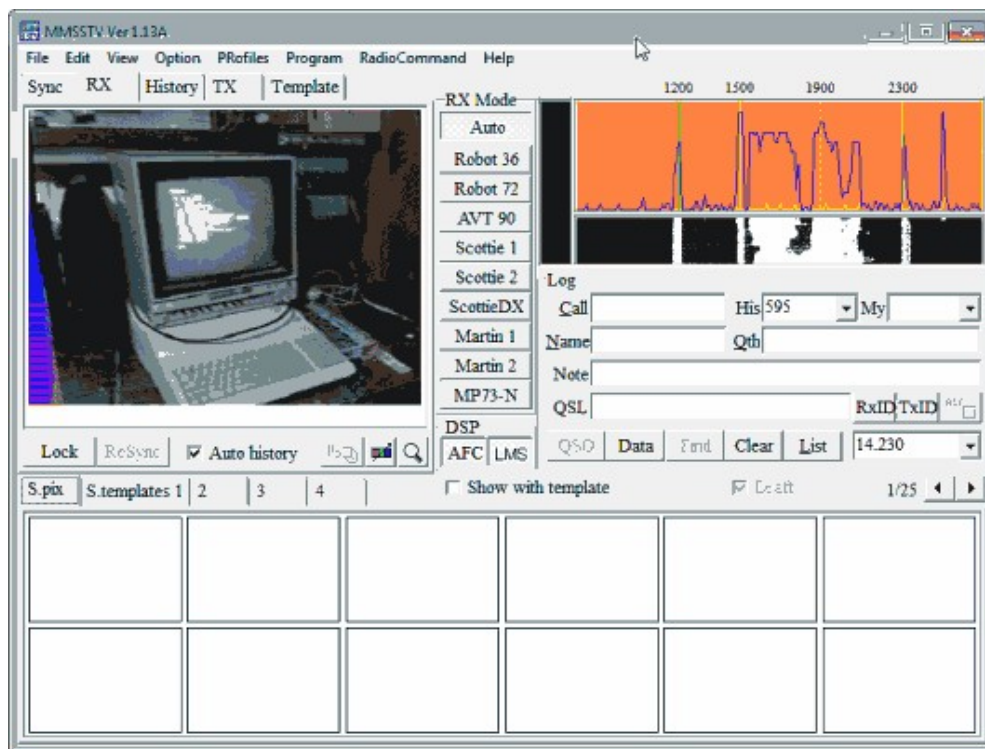 MMSSTV Ver 1.13A
File Edit View Option PRofiles Program RadioCommand Help
Sync RX History TX Template
RX Mode
Auto
Robot 36
Robot 72
AVT 90
Scottie 1
Scottie 2
ScottieDX
Martin 1
Martin 2
MP73-N
DSP
AFC LMS
1200 1500 1900 2300
Log
Call His 595 My
Name Qth
Note
QSL RxID TxID
QSO Data Find Clear List 14.230
Lock ReSync Auto history
S.pix S.templates 1 2 3 4 Show with template Draft 1/25